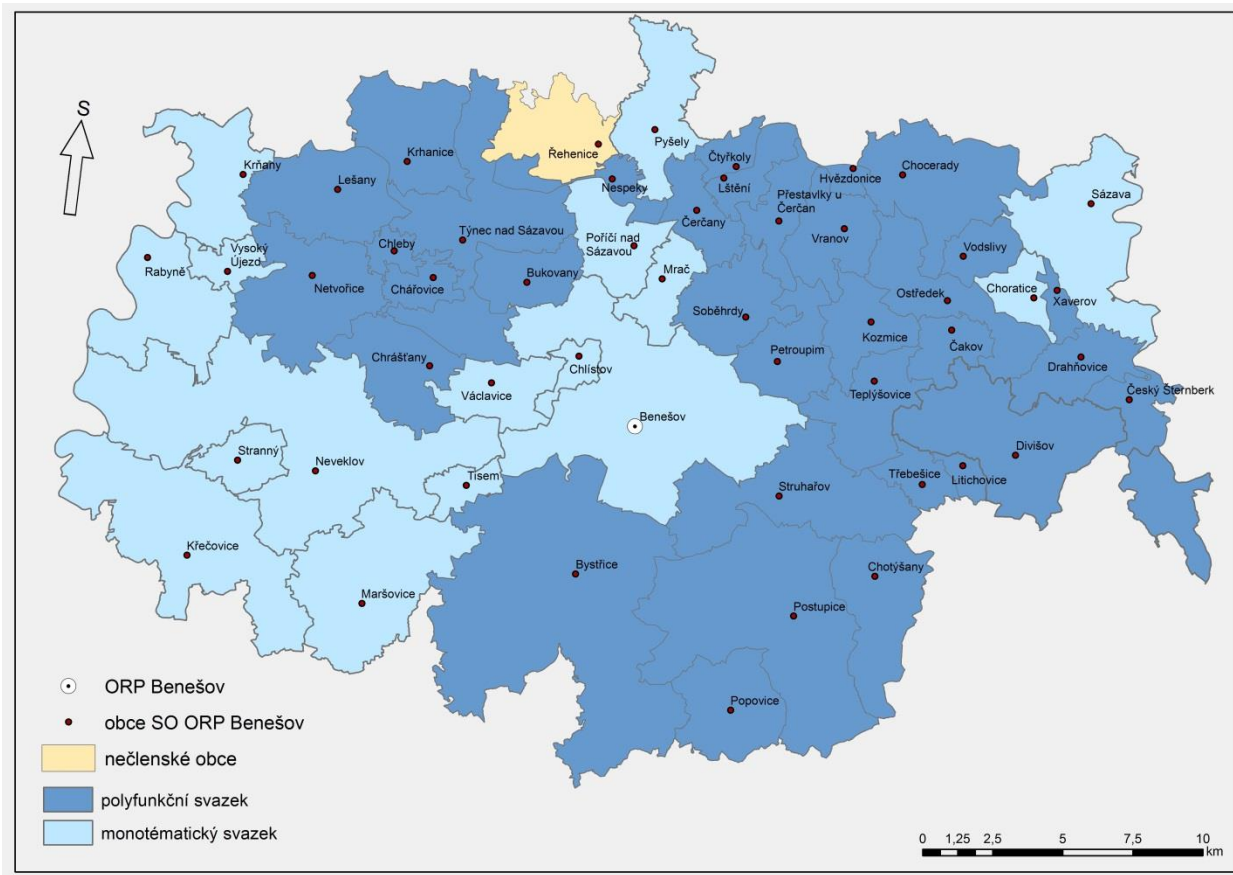 S
Pyšely
Řehenice
Krhanice
Čtyřkoly
Hvězdonice
Chocerady
Krňany
Lešany
Nespeky
Lštění
Přestavlky u
Čerčan
Sázava
Čerčany
Vranov
Týnec nad Sázavou
Poříčí nad
Sázavou
Chleby
Vysoký
Újezd
Rabyně
Vodslivy
Netvořice
Chářovice
Bukovany
Mrač
Choratice
Xaverov
Ostředek
Soběhrdy
Kozmice
Čakov
Chrášťany
Chlístov
Petroupim
Drahňovice
Václavice
Teplýšovice
Český Šternberk
Benešov
Stranný
Neveklov
Tisem
Divišov
Třebešice
Litichovice
Struhařov
Křečovice
Bystřice
Chotýšany
Maršovice
Postupice
Popovice
ORP Benešov
obce SO ORP Benešov
nečlenské obce
polyfunkční svazek
monotématický svazek
0 1,25 2,5 5 7,5 10
km